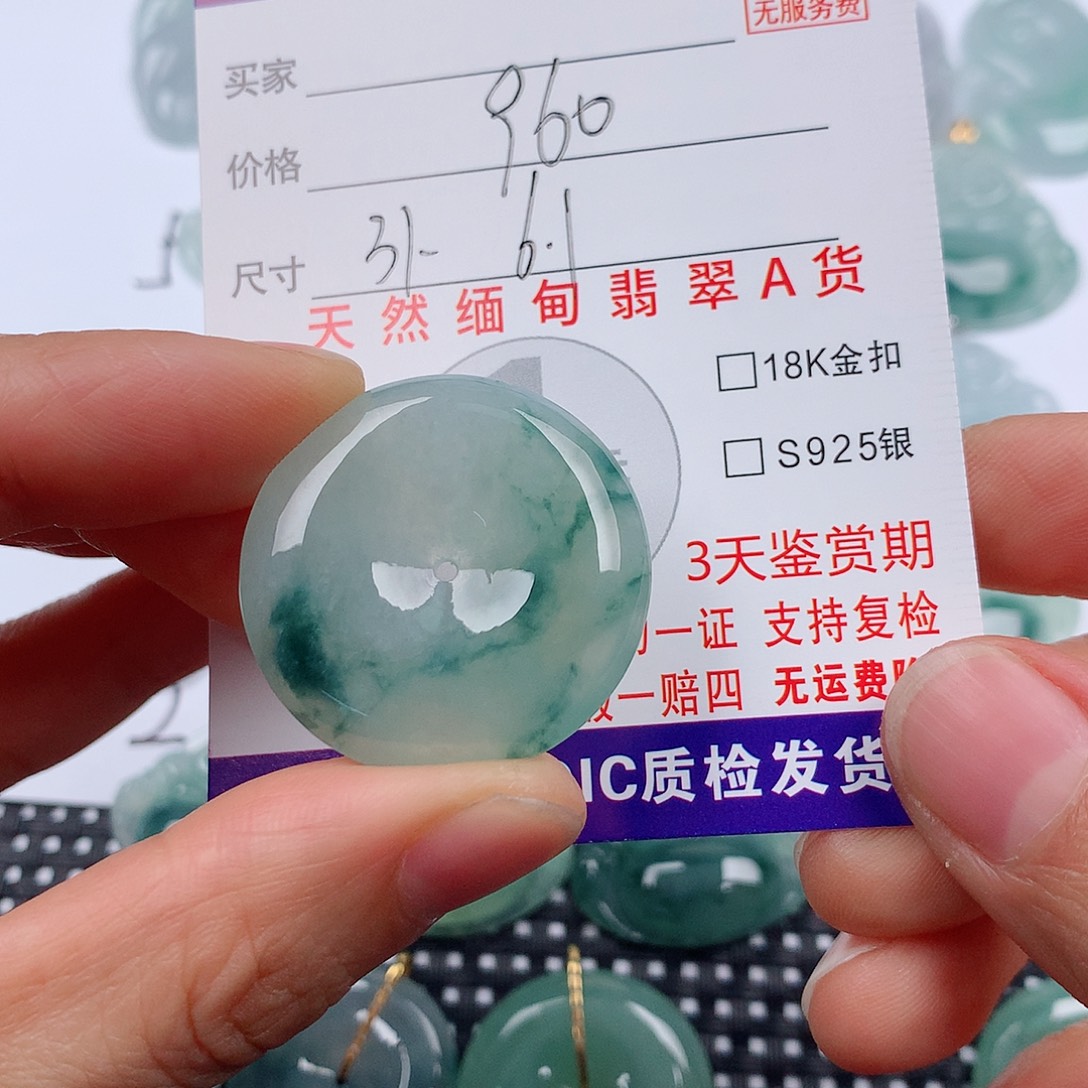 无服务费
买家
价格 960
尺寸 31- 6.1
天然缅甸翡翠A货
□18K金扣
□S925银
3天鉴赏期
一证 支持复检
一赔四 无运费
IC质检发货
2